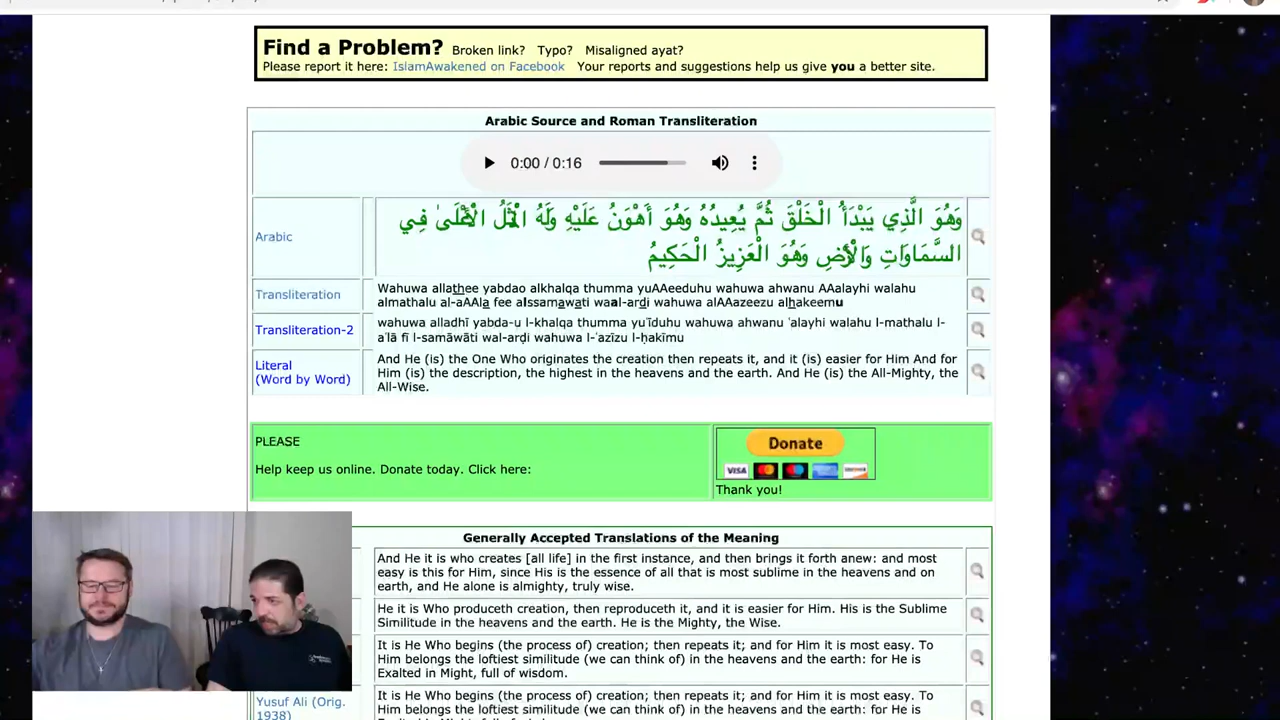 Find a Problem? Broken link? Typo? Misaligned ayat?
Please report it here: IslamAwakened on Facebook Your reports and suggestions help us give you a better site.
Arabic Source and Roman Transliteration
0:00 / 0:16
Arabic
وَهُوَ الَّذِي يَبْدَأُ الْخَلْقَ ثُمَّ يُعِيدُهُ وَهُوَ أَهْوَنُ عَلَيْهِ وَلَهُ الْمَثَلُ الْأَعْلَىٰ فِي
السَّمَاوَاتِ وَالْأَرْضِ وَهُوَ الْعَزِيزُ الْحَكِيمُ
Transliteration
Wahuwa allathee yabdao alkhalqa thumma yuAAeeduhu wahuwa ahwanu AAalayhi walahu
almathalu al-aAAla fee alssamawati waal-ardi wahuwa alAAazeezu alhakeemu
Transliteration-2
wahuwa alladhī yabda-u l-khalqa thumma yuʿīduhu wahuwa ahwanu ʿalayhi walahu l-mathalu l-
aʿlā fī l-samāwāti wal-arḍi wahuwa l-ʿazīzu l-ḥakīmu
Literal
(Word by Word)
And He (is) the One Who originates the creation then repeats it, and it (is) easier for Him And for
Him (is) the description, the highest in the heavens and the earth. And He (is) the All-Mighty, the
All-Wise.
PLEASE
Help keep us online. Donate today. Click here:
Donate
VISA
Thank you!
Generally Accepted Translations of the Meaning
And He it is who creates [all life] in the first instance, and then brings it forth anew: and most
easy is this for Him, since His is the essence of all that is most sublime in the heavens and on
earth, and He alone is almighty, truly wise.
He it is Who produceth creation, then reproduceth it, and it is easier for Him. His is the Sublime
Similitude in the heavens and the earth. He is the Mighty, the Wise.
It is He Who begins (the process of) creation; then repeats it; and for Him it is most easy. To
Him belongs the loftiest similitude (we can think of) in the heavens and the earth: for He is
Exalted in Might, full of wisdom.
Yusuf Ali (Orig.
1938)
It is He Who begins (the process of) creation; then repeats it; and for Him it is most easy. To
Him belongs the loftiest similitude (we can think of) in the heavens and the earth: for He is